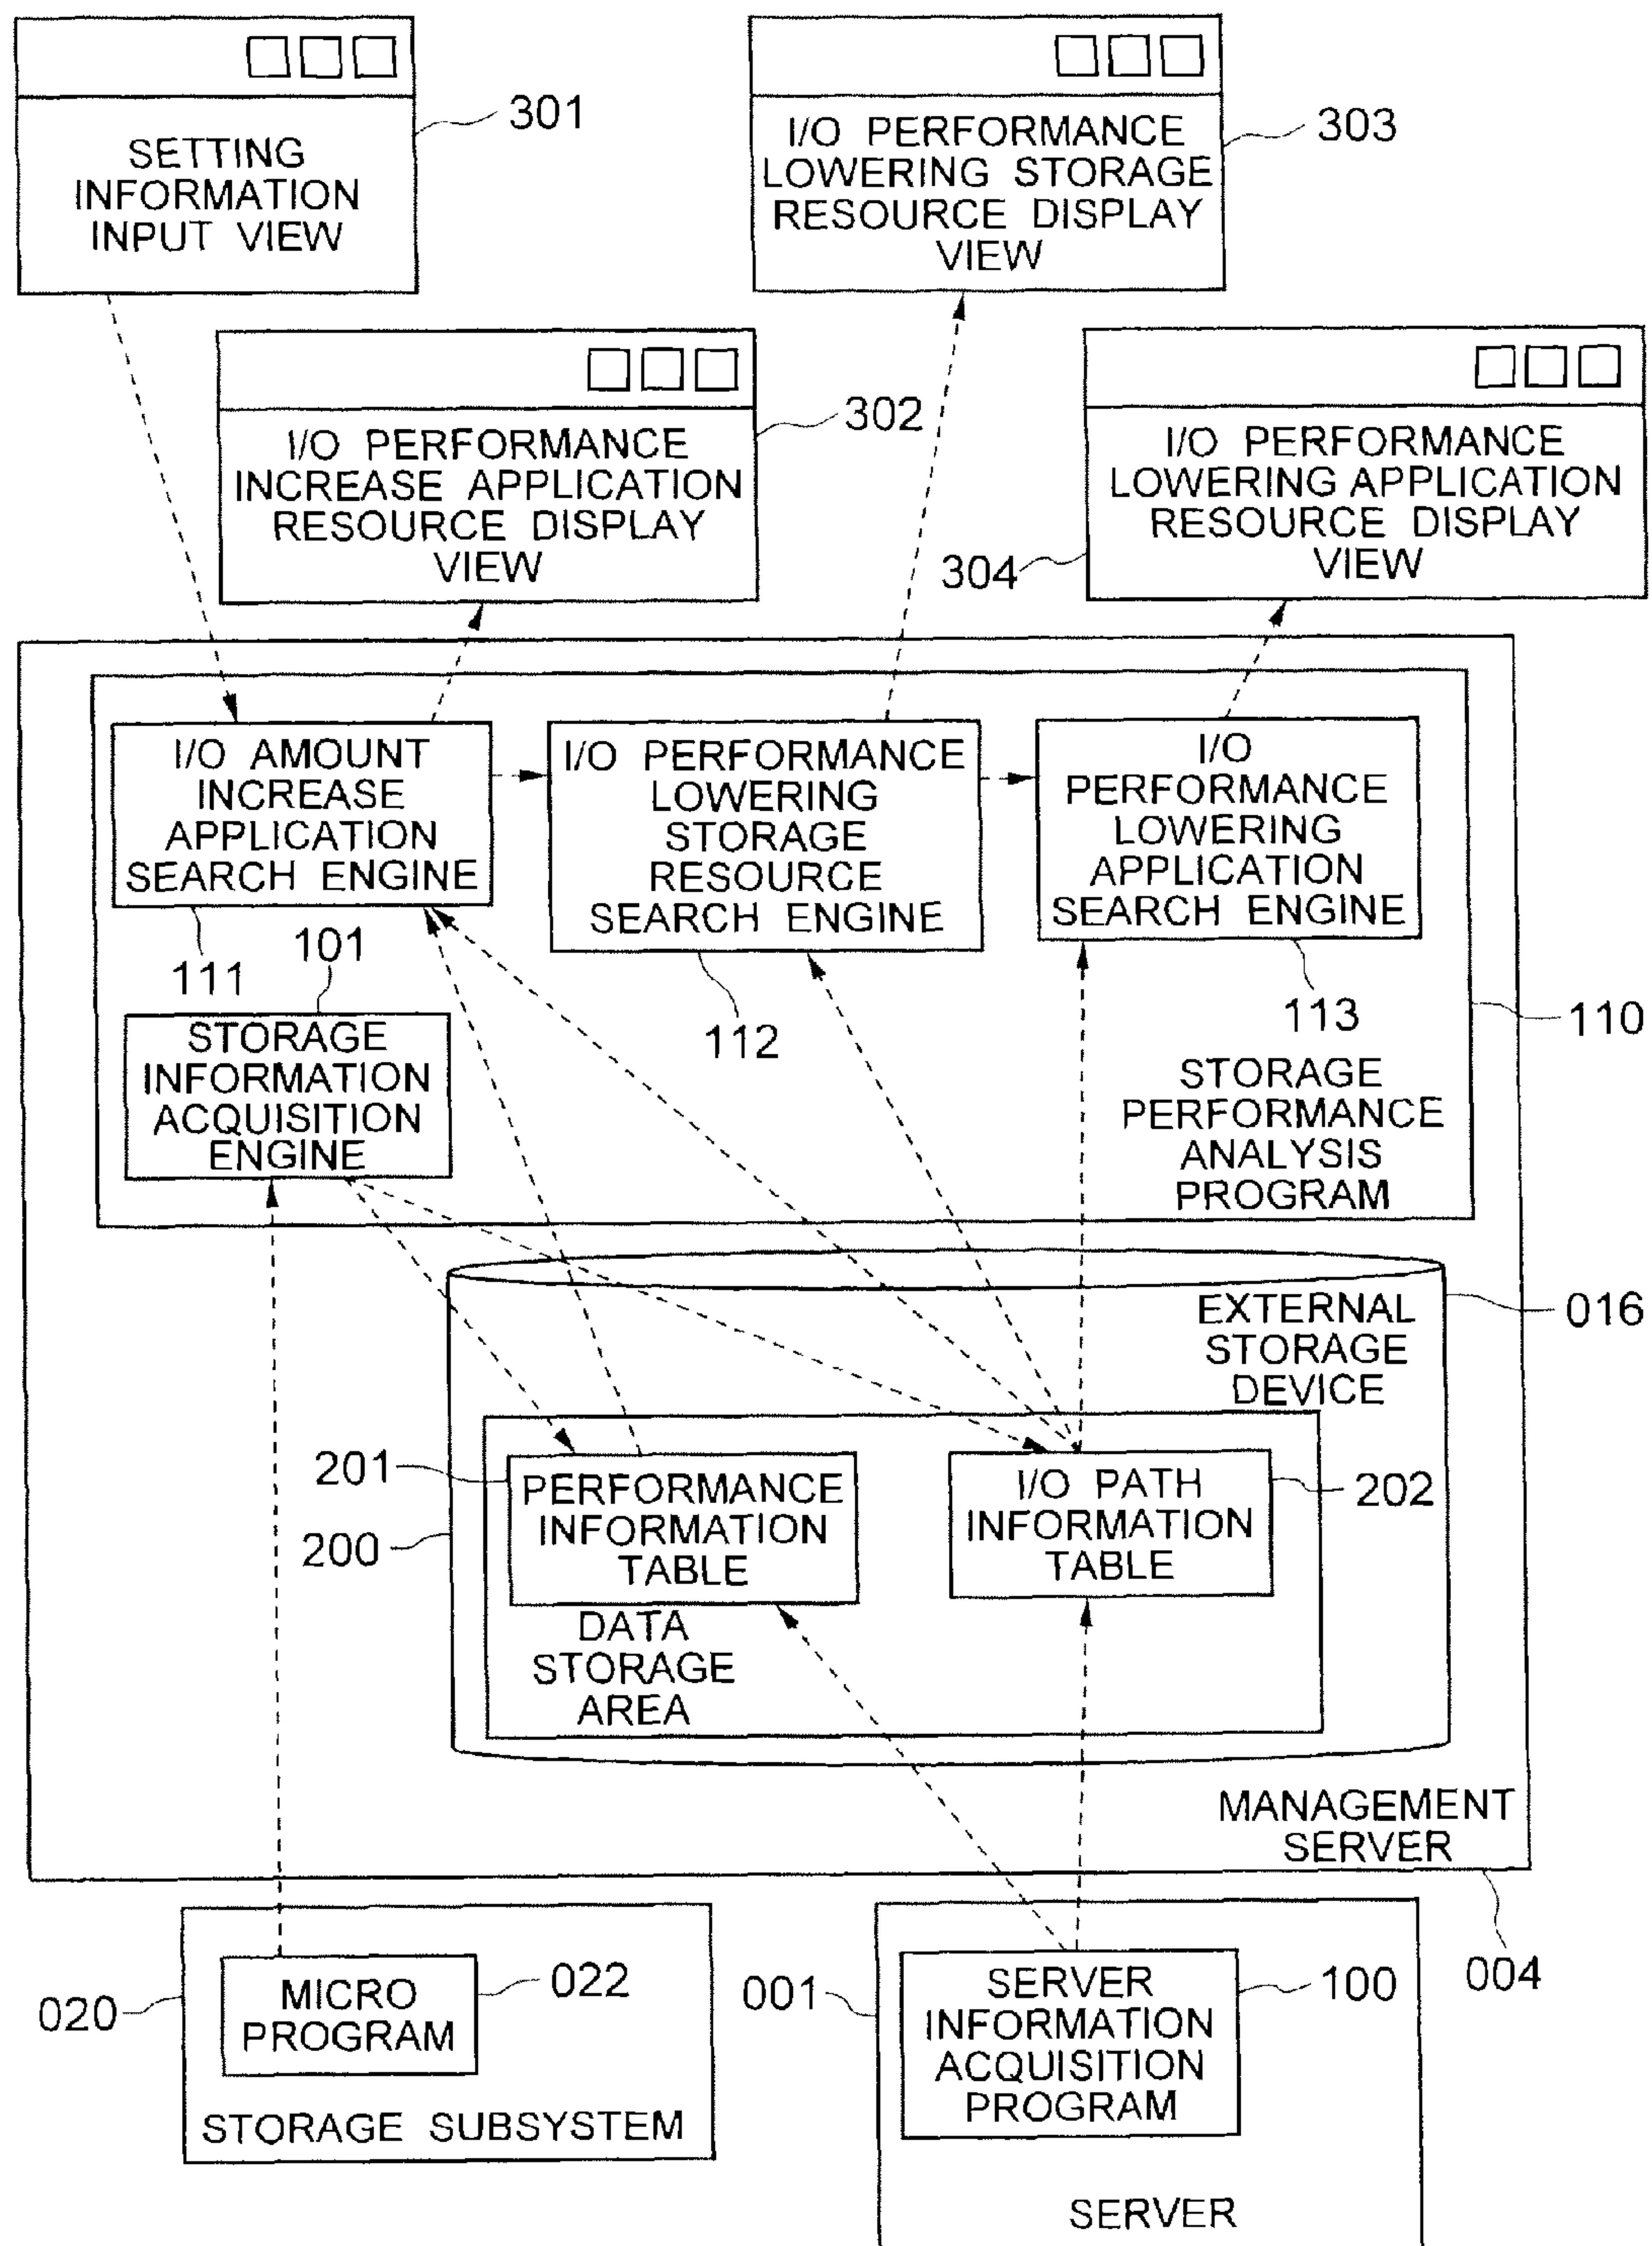 SETTING
INFORMATION
INPUT VIEW
301
I/O PERFORMANCE
LOWERING STORAGE
RESOURCE DISPLAY
VIEW
303
I/O PERFORMANCE
INCREASE APPLICATION
RESOURCE DISPLAY
VIEW
302
I/O PERFORMANCE
LOWERING APPLICATION
RESOURCE DISPLAY
VIEW
304
I/O AMOUNT
INCREASE
APPLICATION
SEARCH ENGINE
111
I/O PERFORMANCE
LOWERING
STORAGE
RESOURCE
SEARCH ENGINE
112
I/O
PERFORMANCE
LOWERING
APPLICATION
SEARCH ENGINE
113
101
STORAGE
INFORMATION
ACQUISITION
ENGINE
110
STORAGE
PERFORMANCE
ANALYSIS
PROGRAM
EXTERNAL
STORAGE
DEVICE
016
201
PERFORMANCE
INFORMATION
TABLE
200
I/O PATH
INFORMATION
TABLE
202
DATA
STORAGE
AREA
MANAGEMENT
SERVER
004
020
MICRO
PROGRAM
022
STORAGE SUBSYSTEM
001
SERVER
INFORMATION
ACQUISITION
PROGRAM
100
SERVER